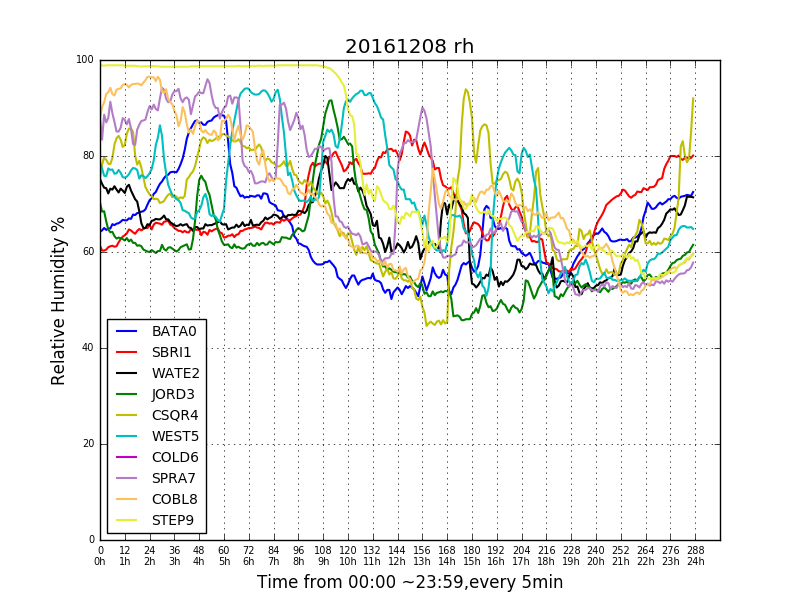 20161208 rh
100
80
60
40
20
0
Relative Humidity %
BATA0
SBRI1
WATE2
JORD3
CSQR4
WEST5
COLD6
SPRA7
COBL8
STEP9
0 12 24 36 48 60 72 84 96 108 120 132 144 156 168 180 192 204 216 228 240 252 264 276 288
0h 1h 2h 3h 4h 5h 6h 7h 8h 9h 10h 11h 12h 13h 14h 15h 16h 17h 18h 19h 20h 21h 22h 23h 24h
Time from 00:00 ~23:59,every 5min